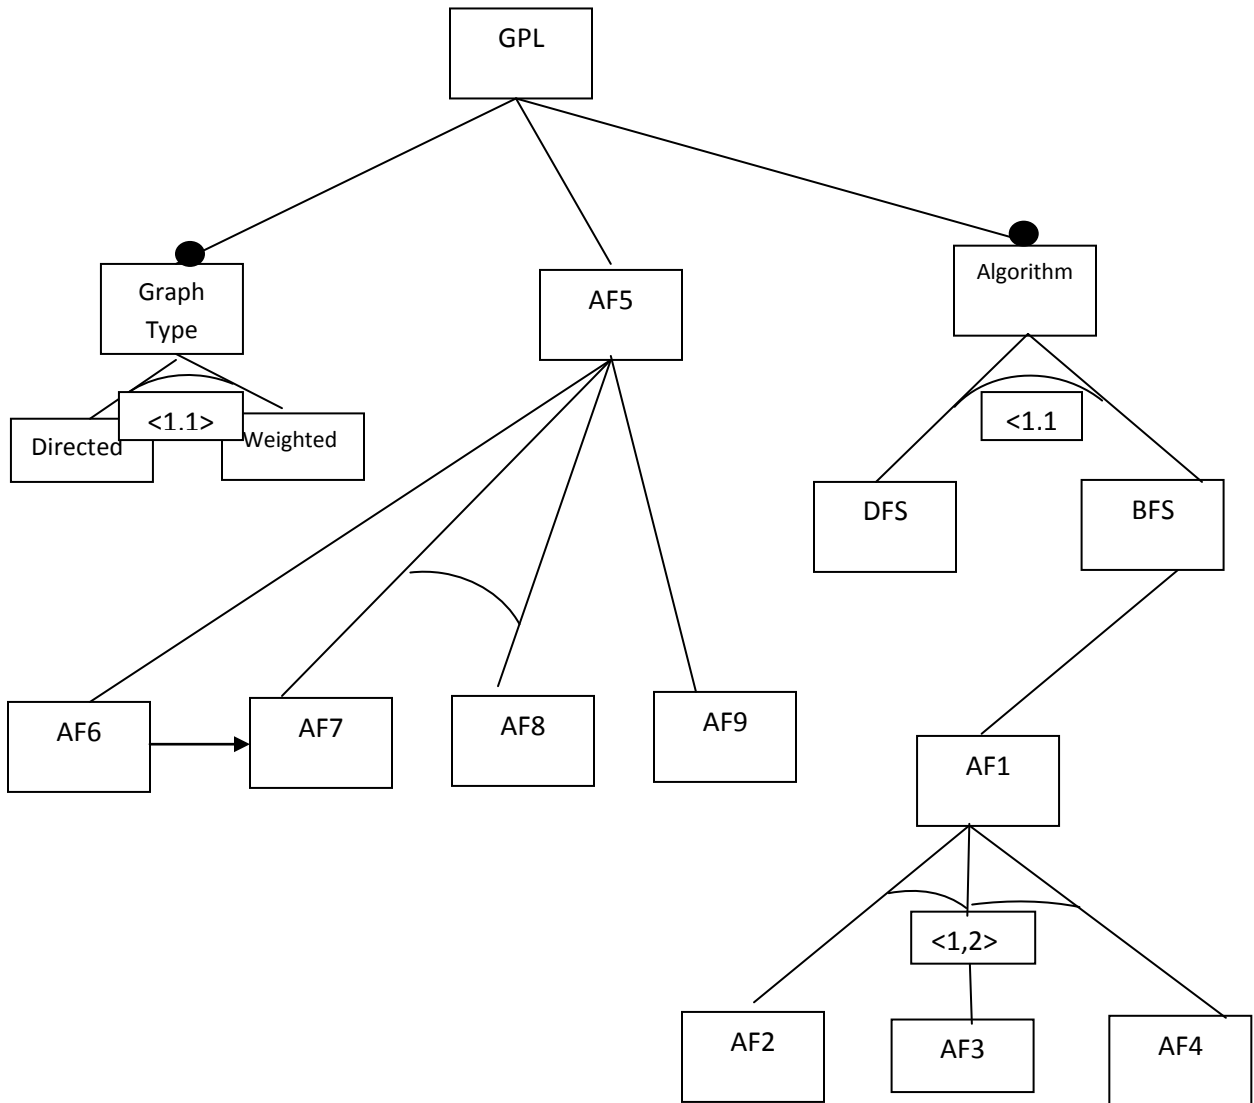 GPL
Graph
Type
AF5
Algorithm
<1.1>
<1.1
Directed
Weighted
DFS
BFS
AF6
AF7
AF8
AF9
AF1
<1,2>
AF2
AF3
AF4